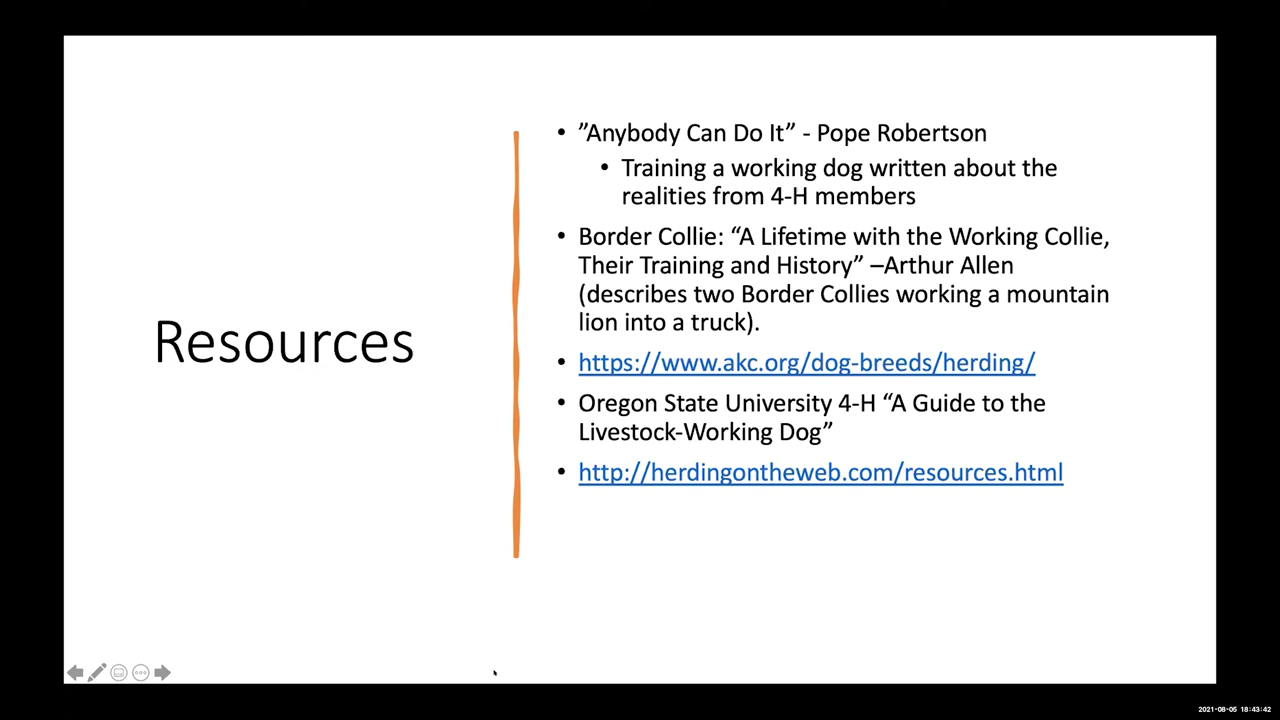 Resources
• ”Anybody Can Do It” - Pope Robertson
• Training a working dog written about the
realities from 4-H members
• Border Collie: “A Lifetime with the Working Collie,
Their Training and History” –Arthur Allen
(describes two Border Collies working a mountain
lion into a truck).
• https://www.akc.org/dog-breeds/herding/
• Oregon State University 4-H “A Guide to the
Livestock-Working Dog”
• http://herdingontheweb.com/resources.html
2021-08-05 18:43:42